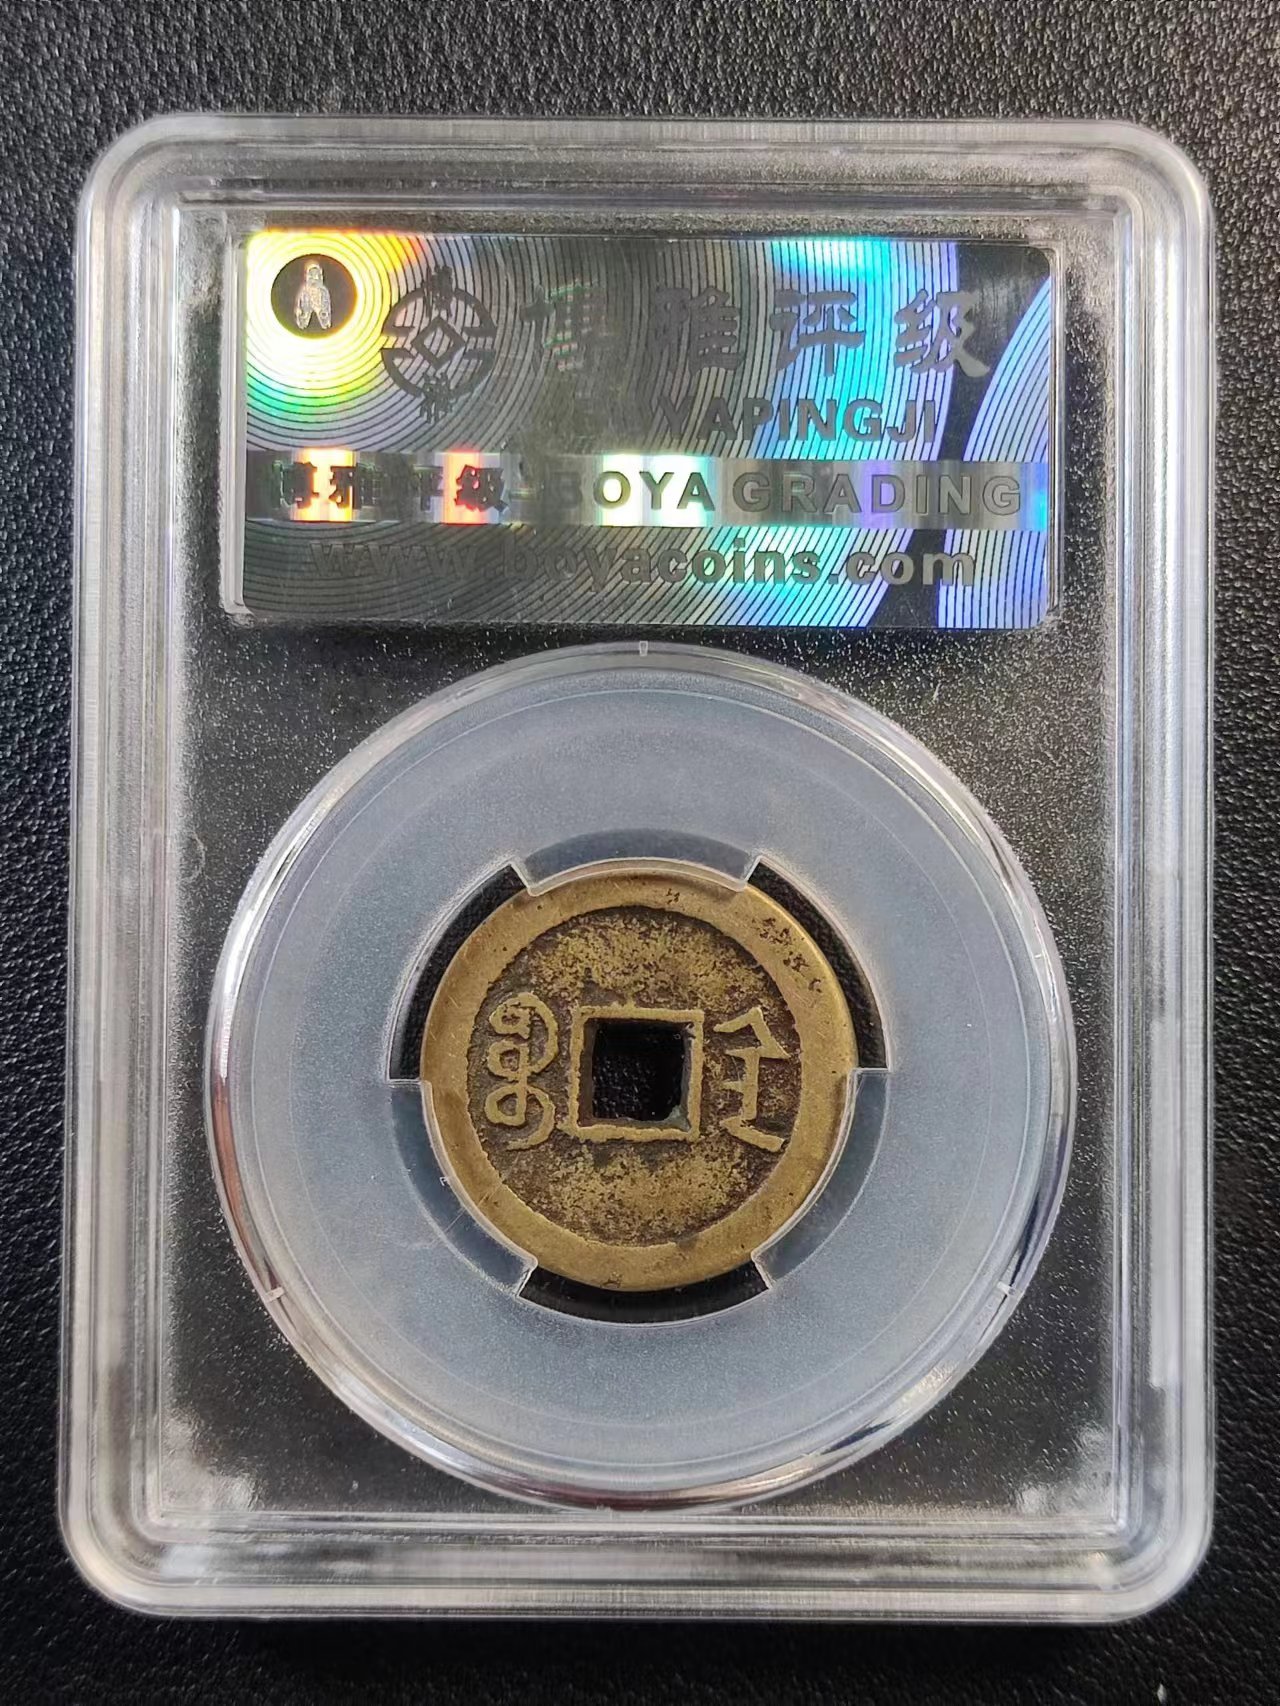 博雅评级
BOYAPINGJI
博雅评级 BOYA GRADING
www.boyacoins.com